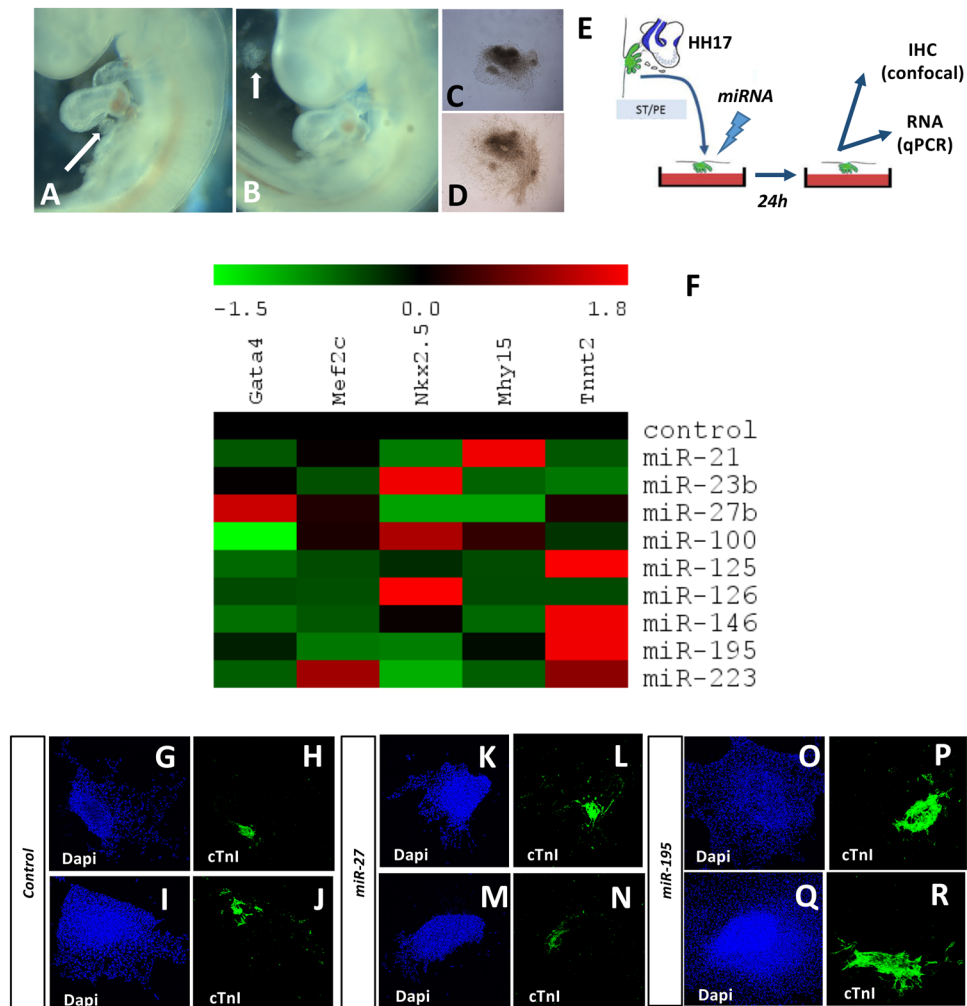 A
B
C
D
E
HH17
ST/PE
miRNA
24h
IHC
(confocal)
RNA
(qPCR)
F
-1.5 0.0 1.8
Gata4 Mef2c Nkx2.5 Mhy15 Tnnt2
control
miR-21
miR-23b
miR-27b
miR-100
miR-125
miR-126
miR-146
miR-195
miR-223
Control
G
Dapi
H
cTnI
I
Dapi
J
cTnI
miR-27
K
Dapi
L
cTnI
M
Dapi
N
cTnI
miR-195
O
Dapi
P
cTnI
Q
Dapi
R
cTnI